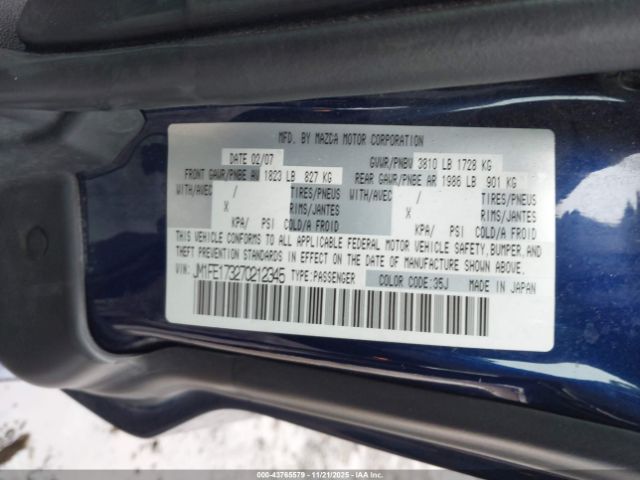 MFD. BY MAZDA MOTOR CORPORATION
DATE 02/07 GVWR/PNBV 3810 LB 1728 KG
FRONT GAWR/PNBE AV 1823 LB 827 KG REAR GAWR/PNBE AR 1986 LB 901 KG
WITH/AVEC / TIRES/PNEUS WITH/AVEC / TIRES/PNEUS
X RIMS/JANTES X RIMS/JANTES
KPA/ PSI COLD/A FROID KPA/ PSI COLD/A FROID
THIS VEHICLE CONFORMS TO ALL APPLICABLE FEDERAL MOTOR VEHICLE SAFETY, BUMPER, AND
THEFT PREVENTION STANDARDS IN EFFECT ON THE DATE OF MANUFACTURE SHOWN ABOVE.
VIN: JM1FE173270212345 TYPE:PASSENGER COLOR CODE:35J MADE IN JAPAN
000-43765579 11/21/2025 IAAI.COM